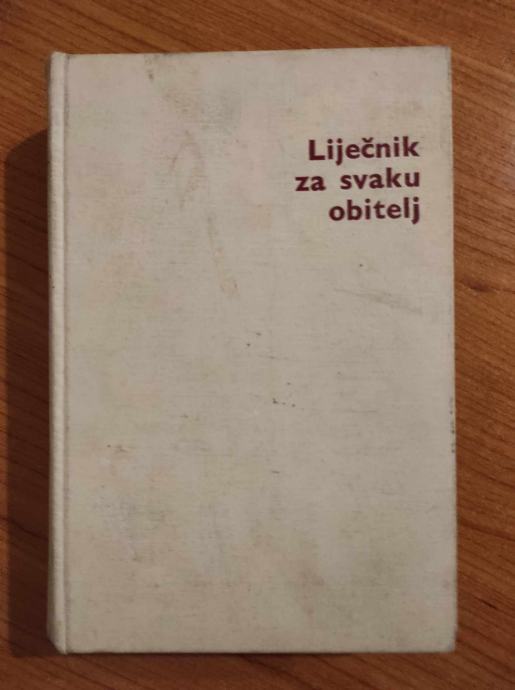 Liječnik
za svaku
obitelj